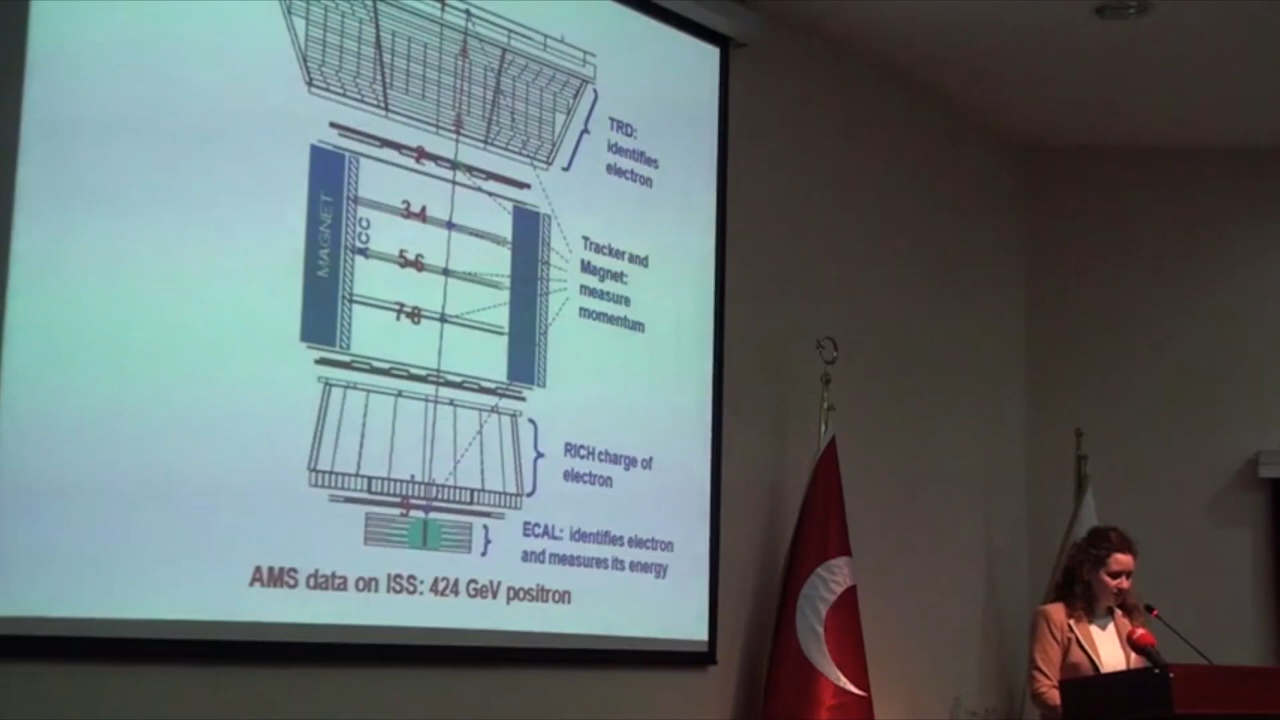 TRD:
identifies
electron
2
MAGNET
ACC
3-4
5-6
7-8
Tracker and
Magnet:
measure
momentum
RICH charge of
electron
9
ECAL: identifies electron
and measures its energy
AMS data on ISS: 424 GeV positron